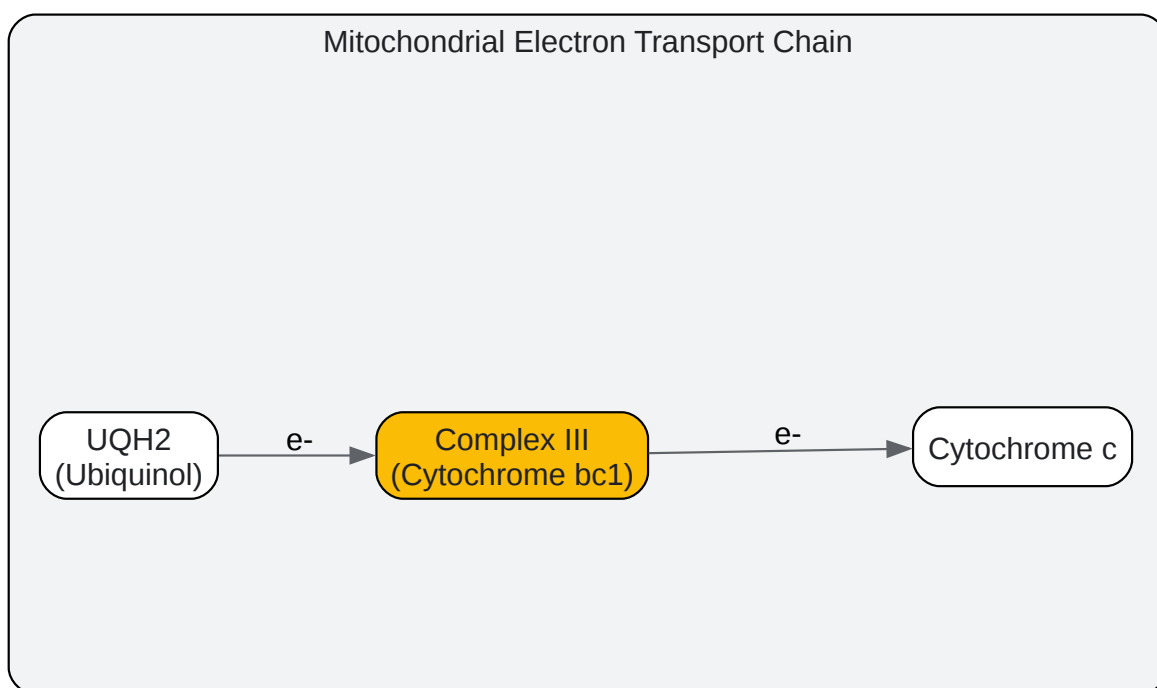 Mitochondrial Electron Transport Chain
UQH2
(Ubiquinol)
e-
Complex III
(Cytochrome bc1)
e-
Cytochrome c